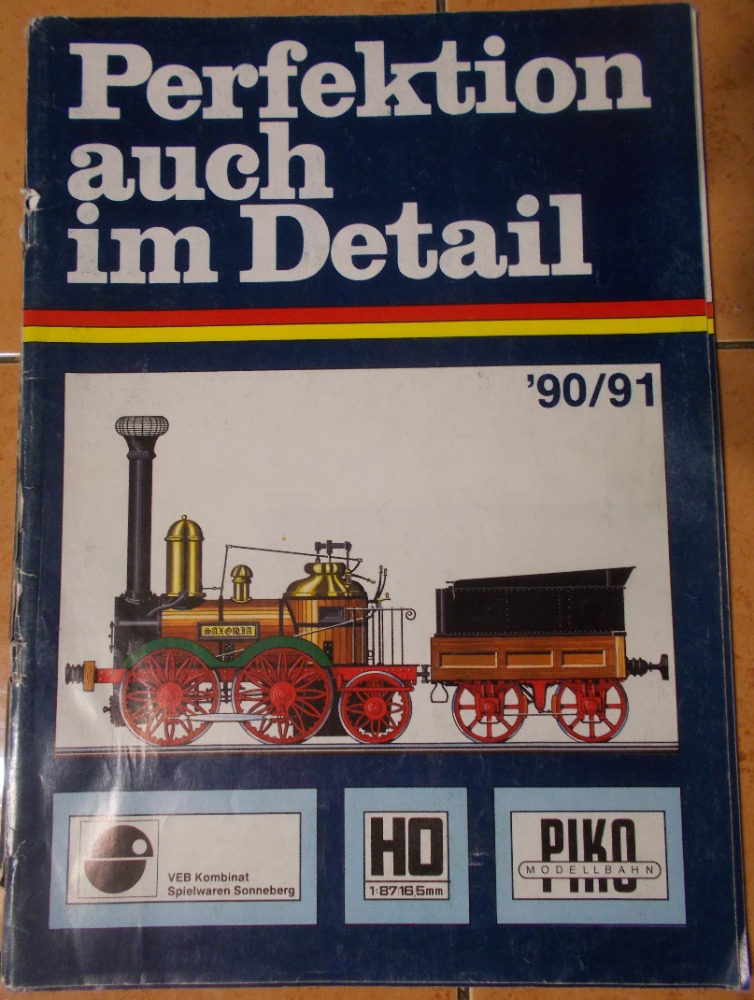 Perfektion
auch
im Detail
'90/91
SAXONIA
VEB Kombinat
Spielwaren Sonneberg
HO
1:87 16,5mm
PIKO
MODELLBAHN